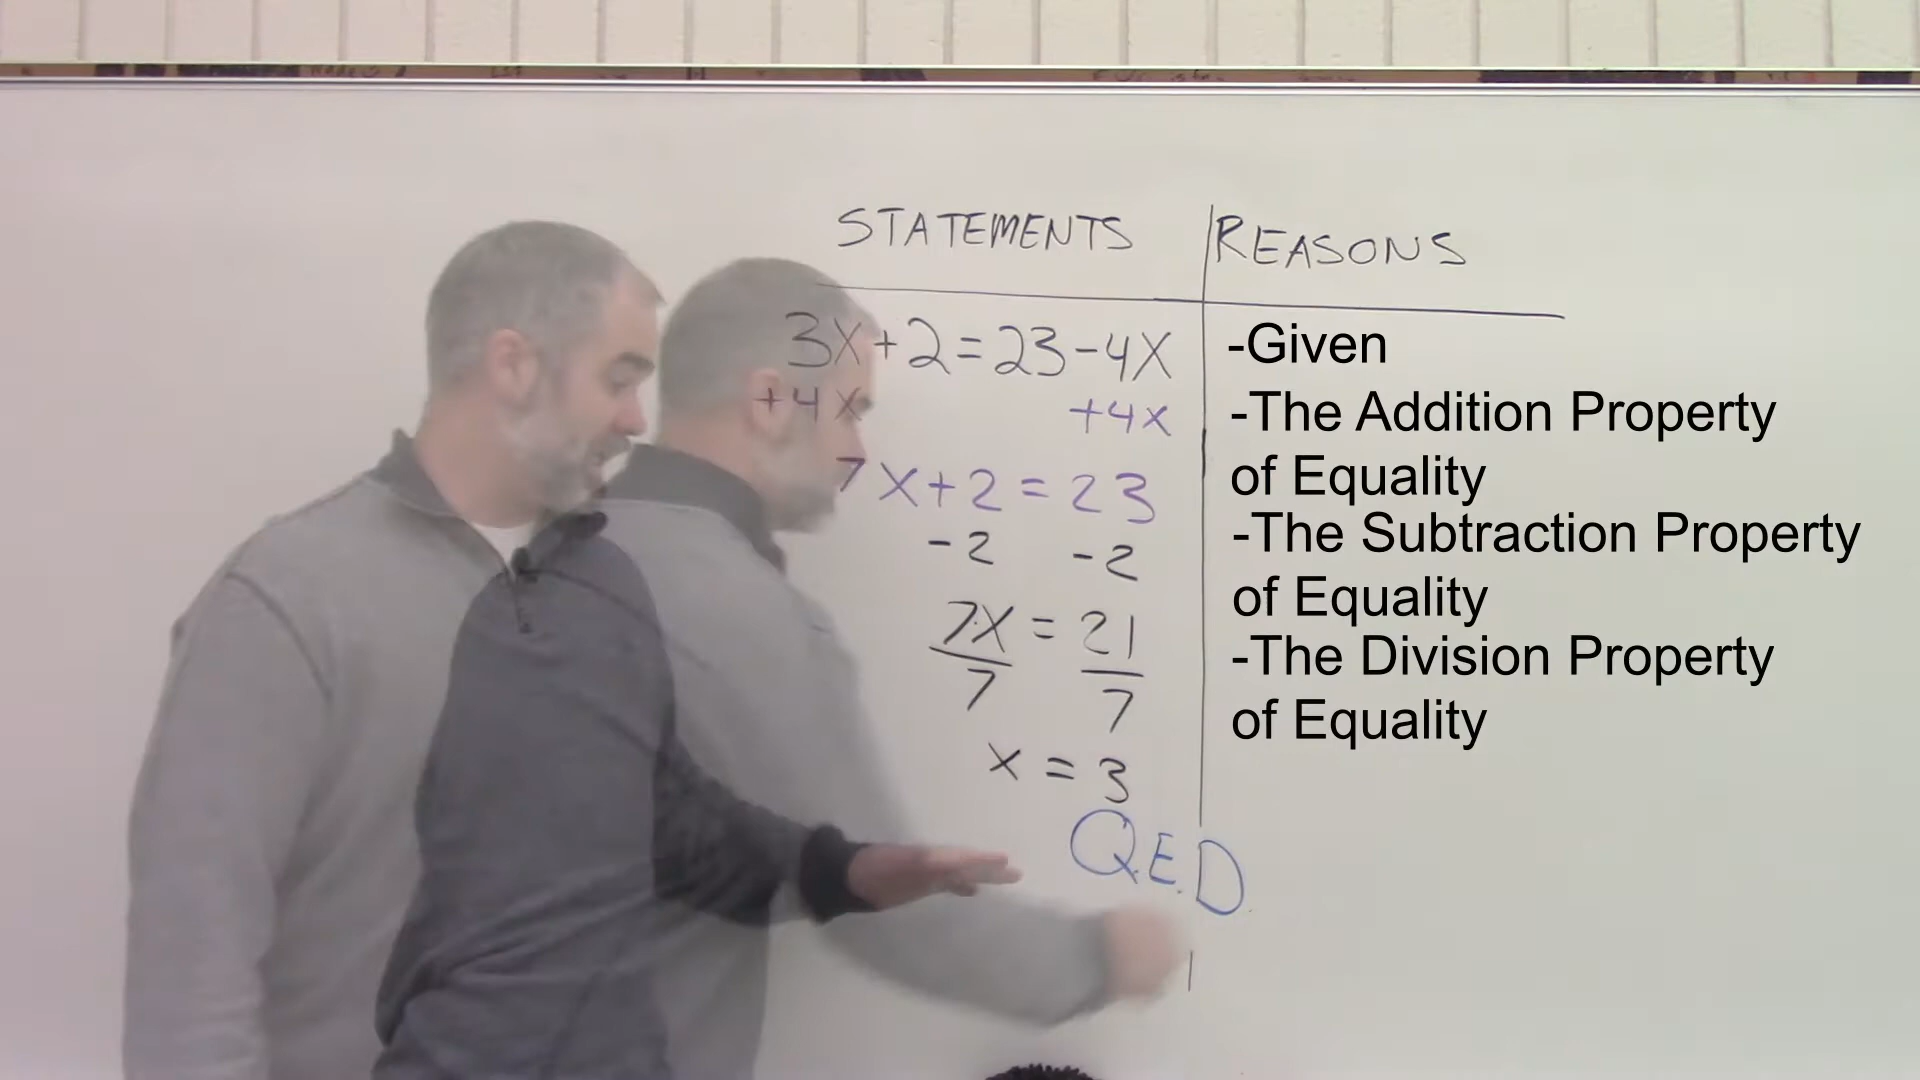 STATEMENTS REASONS
3X+2=23-4X -Given
+4X +4X -The Addition Property
7X+2=23 of Equality
-2 -2 -The Subtraction Property
of Equality
7X = 21 -The Division Property
7 7 of Equality
x = 3
Q.E.D.